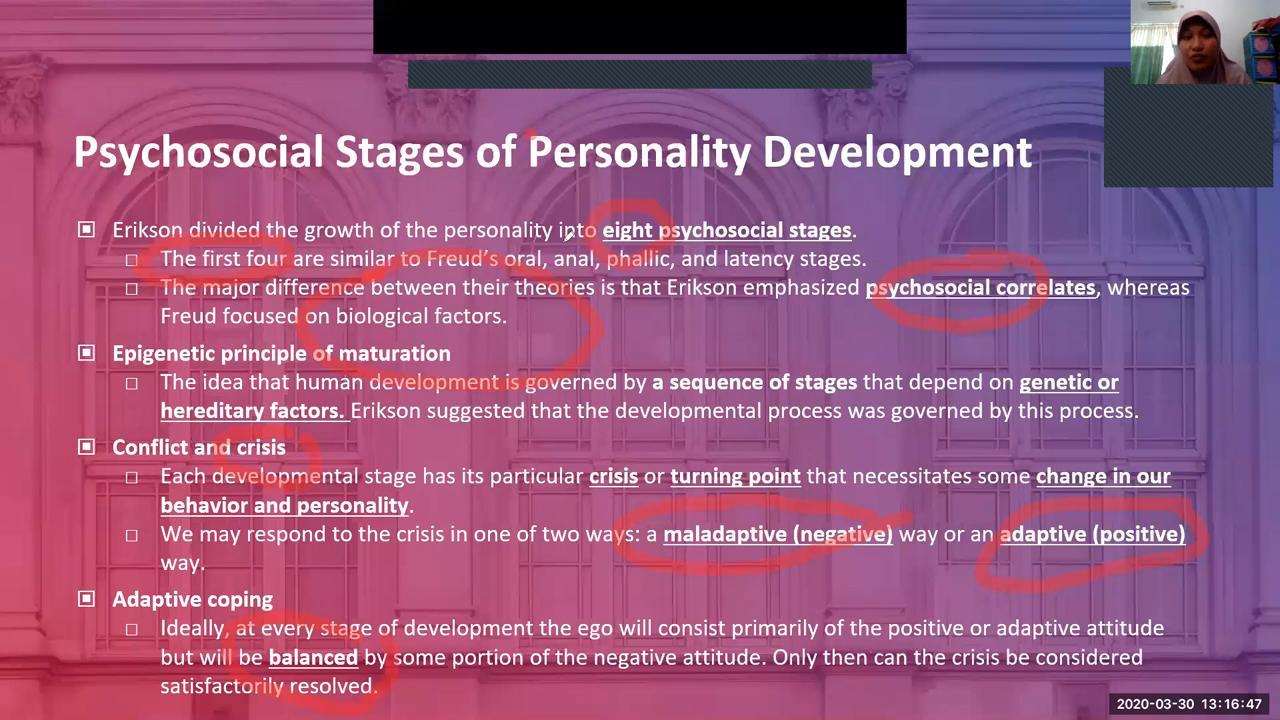 Psychosocial Stages of Personality Development
Erikson divided the growth of the personality into eight psychosocial stages.
The first four are similar to Freud's oral, anal, phallic, and latency stages.
The major difference between their theories is that Erikson emphasized psychosocial correlates, whereas
Freud focused on biological factors.
Epigenetic principle of maturation
The idea that human development is governed by a sequence of stages that depend on genetic or
hereditary factors. Erikson suggested that the developmental process was governed by this process.
Conflict and crisis
Each developmental stage has its particular crisis or turning point that necessitates some change in our
behavior and personality.
We may respond to the crisis in one of two ways: a maladaptive (negative) way or an adaptive (positive)
way.
Adaptive coping
Ideally, at every stage of development the ego will consist primarily of the positive or adaptive attitude
but will be balanced by some portion of the negative attitude. Only then can the crisis be considered
satisfactorily resolved.
2020-03-30 13:16:47